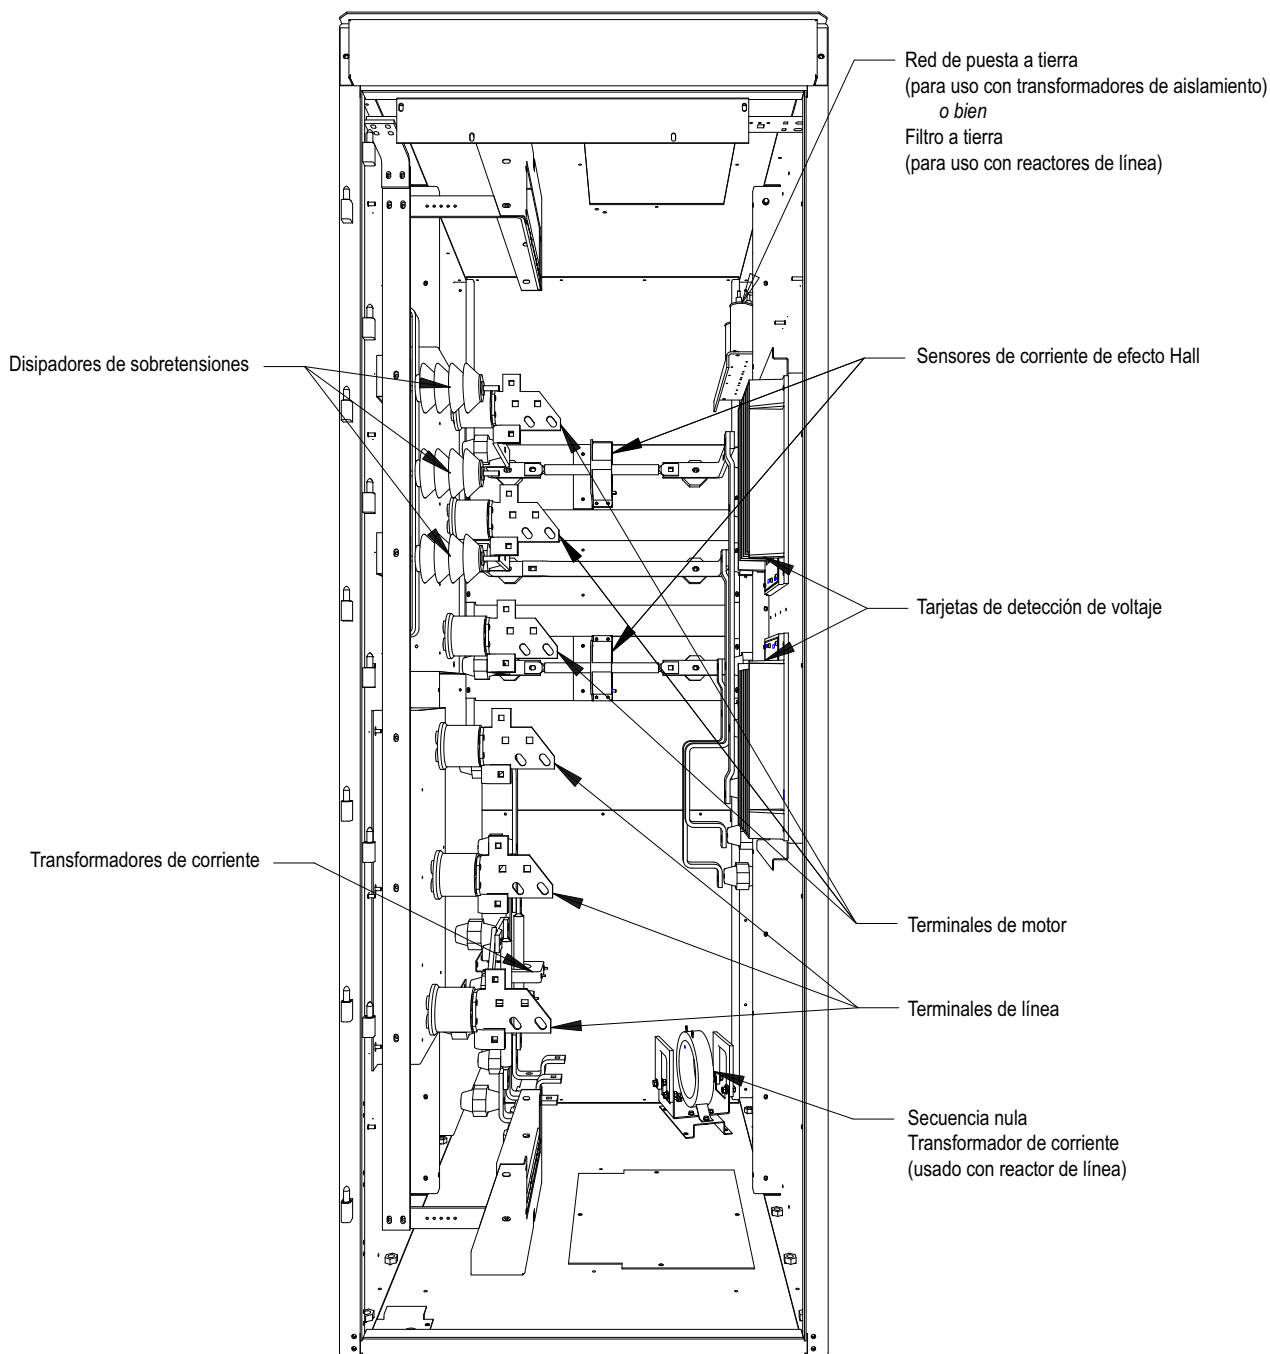 Red de puesta a tierra
(para uso con transformadores de aislamiento)
o bien
Filtro a tierra
(para uso con reactores de línea)
Disipadores de sobretensiones
Sensores de corriente de efecto Hall
Tarjetas de detección de voltaje
Transformadores de corriente
Terminales de motor
Terminales de línea
Secuencia nula
Transformador de corriente
(usado con reactor de línea)